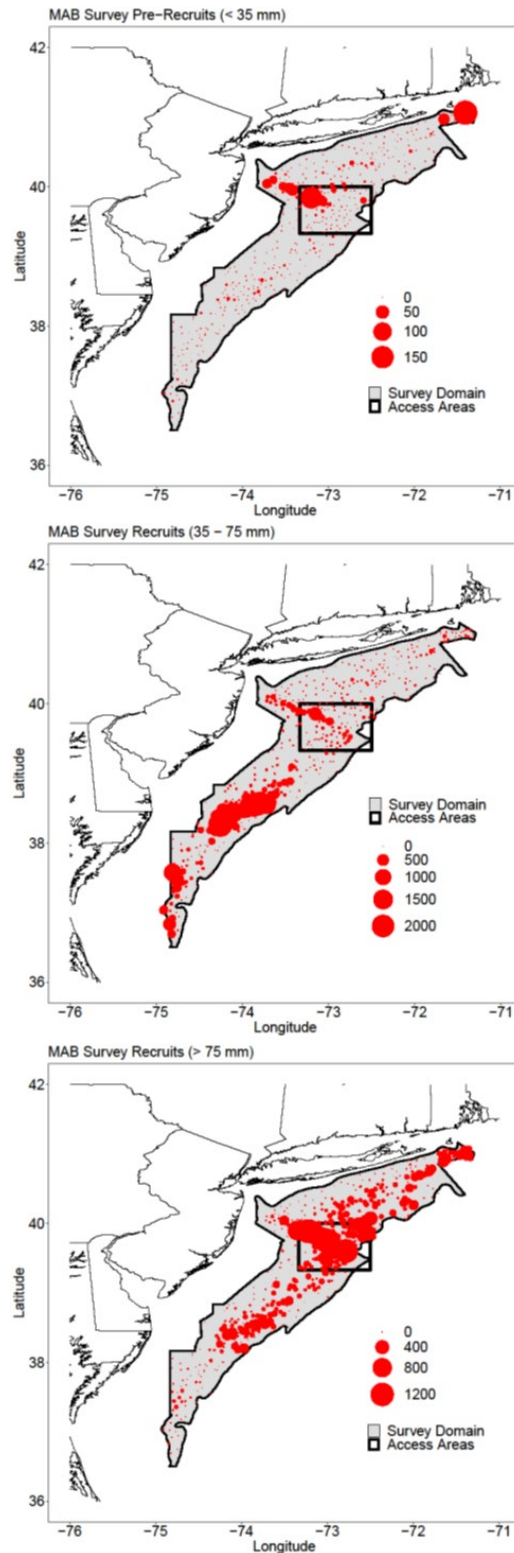 MAB Survey Pre-Recruits (< 35 mm)
42
40
38
36
Latitude
0
50
100
150
Survey Domain
Access Areas
-76
-75
-74
-73
-72
-71
Longitude
MAB Survey Recruits (35 - 75 mm)
42
40
38
36
Latitude
Survey Domain
Access Areas
0
500
1000
1500
2000
-76
-75
-74
-73
-72
-71
Longitude
MAB Survey Recruits (> 75 mm)
42
40
38
36
Latitude
0
400
800
1200
Survey Domain
Access Areas
-76
-75
-74
-73
-72
-71
Longitude